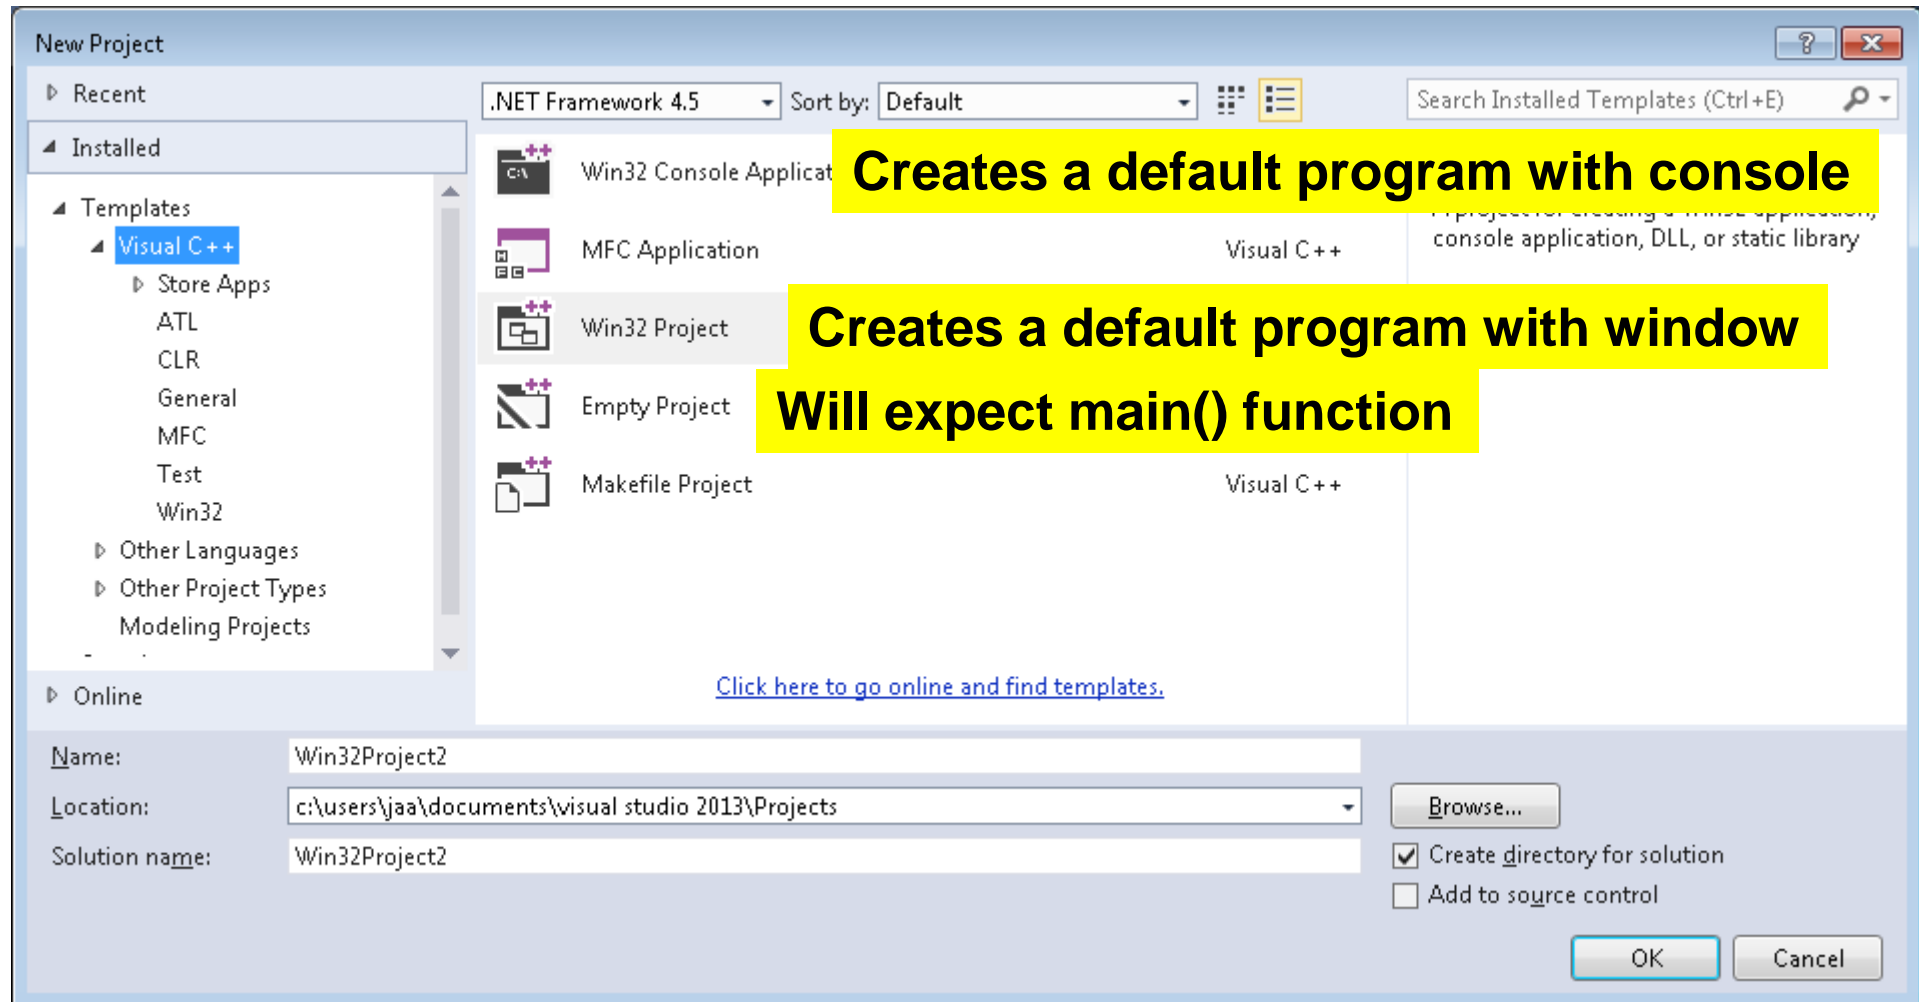 New Project
Recent
.NET Framework 4.5 Sort by: Default
Search Installed Templates (Ctrl+E)
Installed
Templates
Visual C++
Store Apps
ATL
CLR
General
MFC
Test
Win32
Other Languages
Other Project Types
Modeling Projects
Online
Win32 Console Applicat
Creates a default program with console
MFC Application Visual C++
Win32 Project
Creates a default program with window
Empty Project
Will expect main() function
Makefile Project Visual C++
Click here to go online and find templates.
console application, DLL, or static library
Name: Win32Project2
Location: c:\users\jaa\documents\visual studio 2013\Projects
Browse...
Solution name: Win32Project2
Create directory for solution
Add to source control
OK Cancel